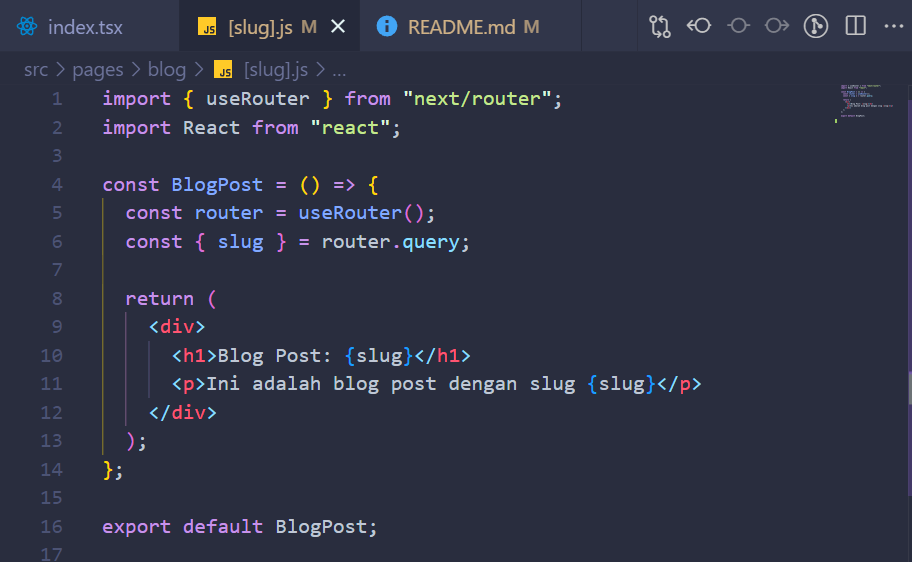 index.tsx JS [slug].js M README.md M
src > pages > blog > JS [slug].js > ...
1 import { useRouter } from "next/router";
2 import React from "react";
3
4 const BlogPost = () => {
5 const router = useRouter();
6 const { slug } = router.query;
7
8 return (
9 <div>
10 <h1>Blog Post: {slug}</h1>
11 <p>Ini adalah blog post dengan slug {slug}</p>
12 </div>
13 );
14 };
15
16 export default BlogPost;
17